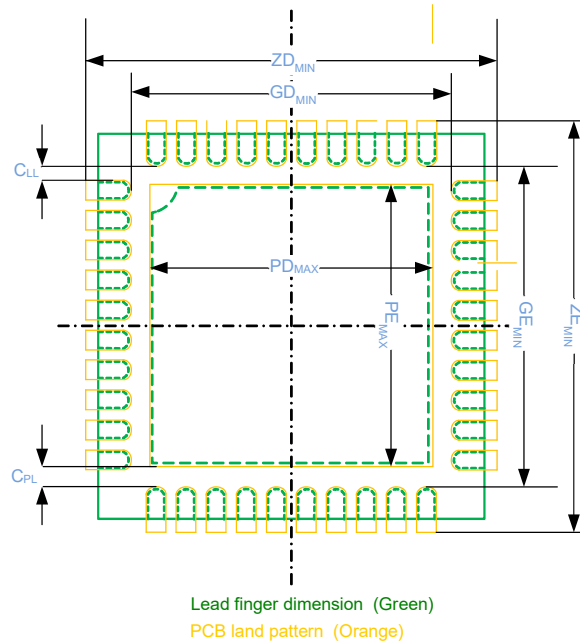 ZDMIN
GDMIN
CLL
PDMAX
PEMAX
GEMIN
ZEMIN
CPL
Lead finger dimension (Green)
PCB land pattern (Orange)